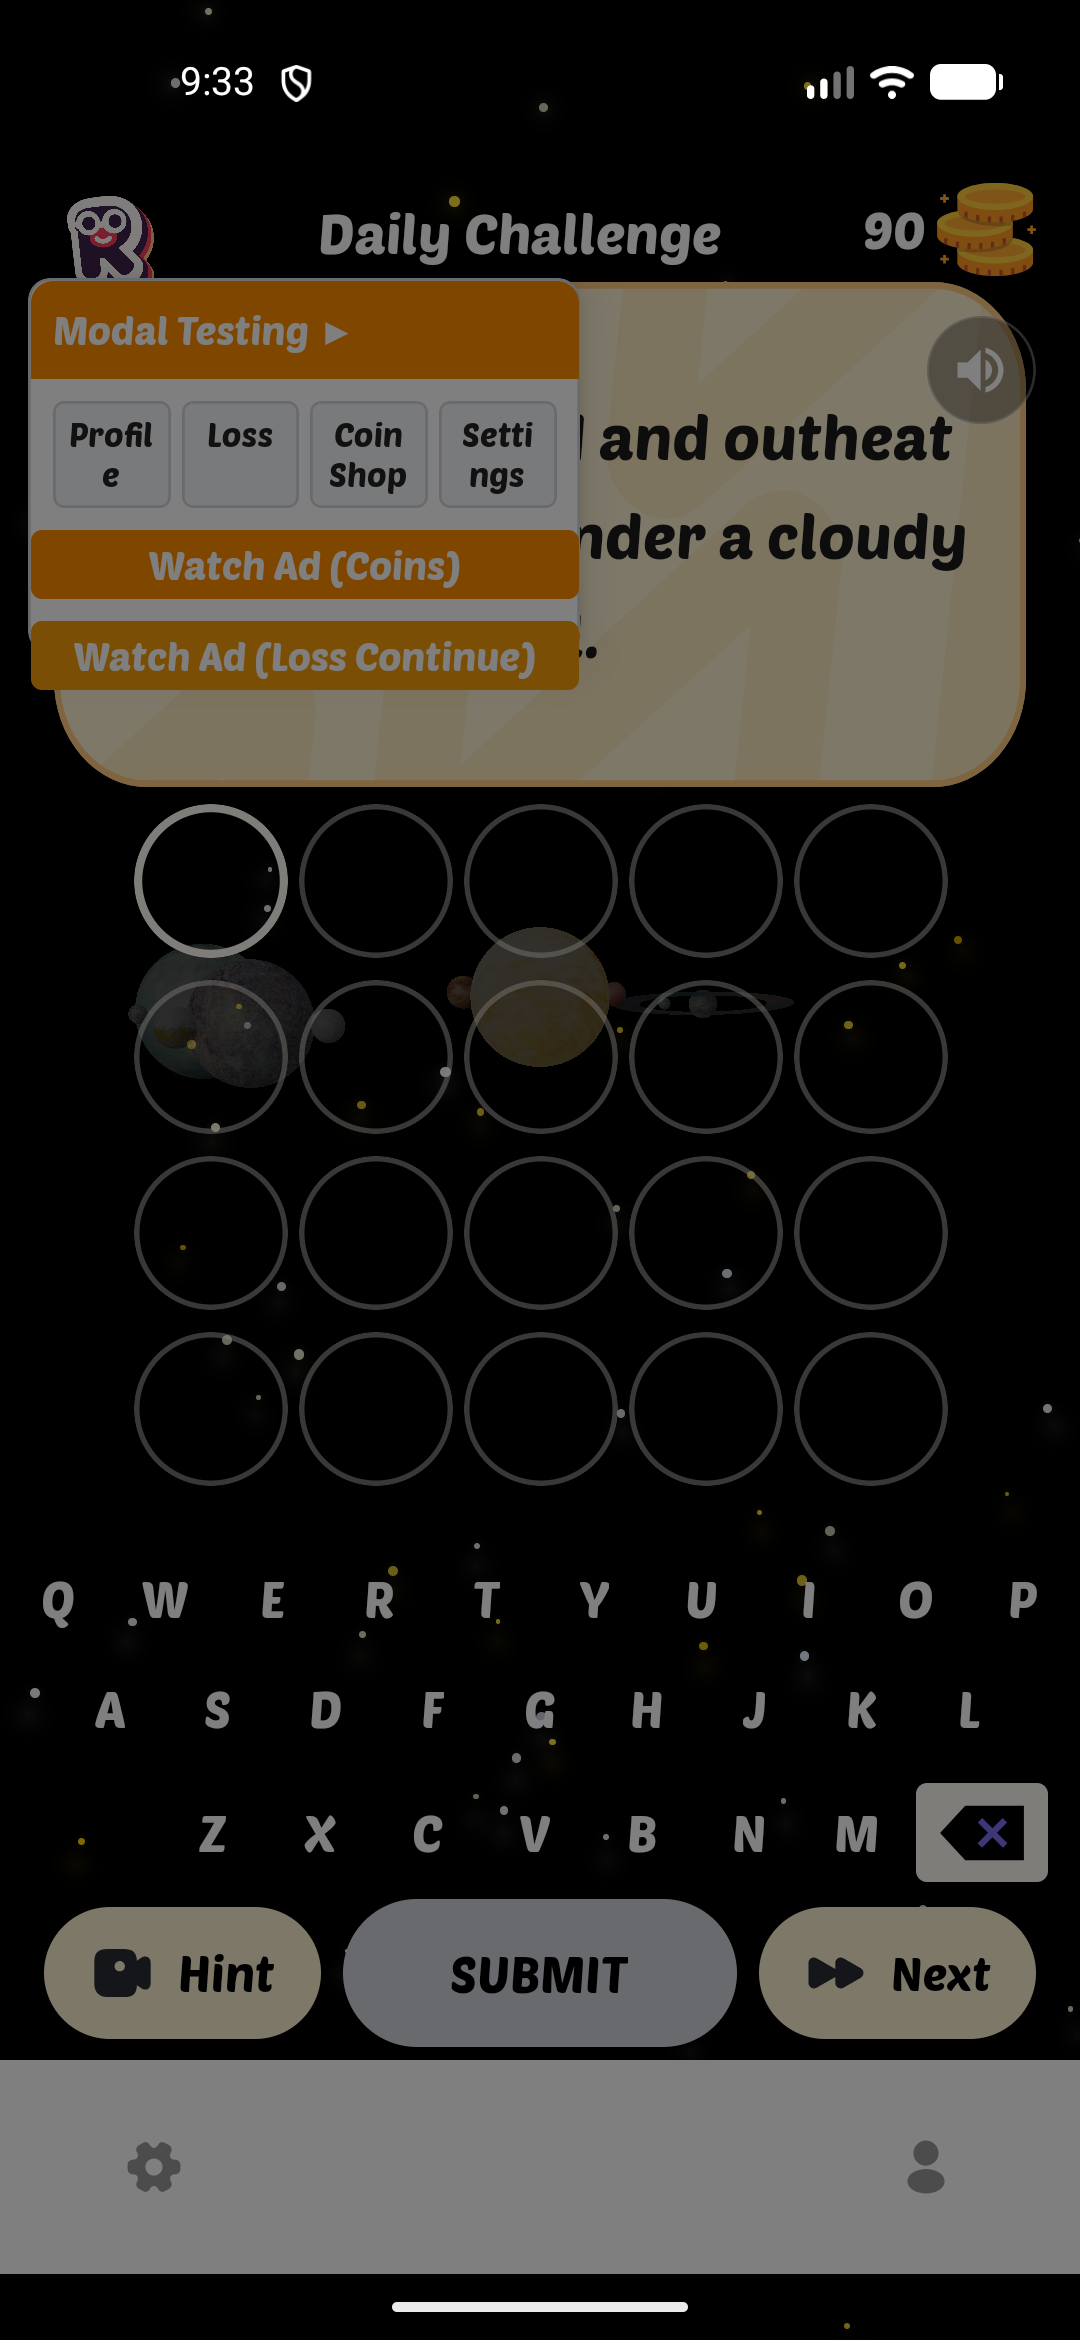 9:33
Daily Challenge
90
Modal Testing ►
Profil
e
Loss
Coin
Shop
Setti
ngs
and outheat
nder a cloudy
Watch Ad (Coins)
Watch Ad (Loss Continue)
Q W E R T Y U I O P
A S D F G H J K L
Z X C V B N M
Hint
SUBMIT
Next